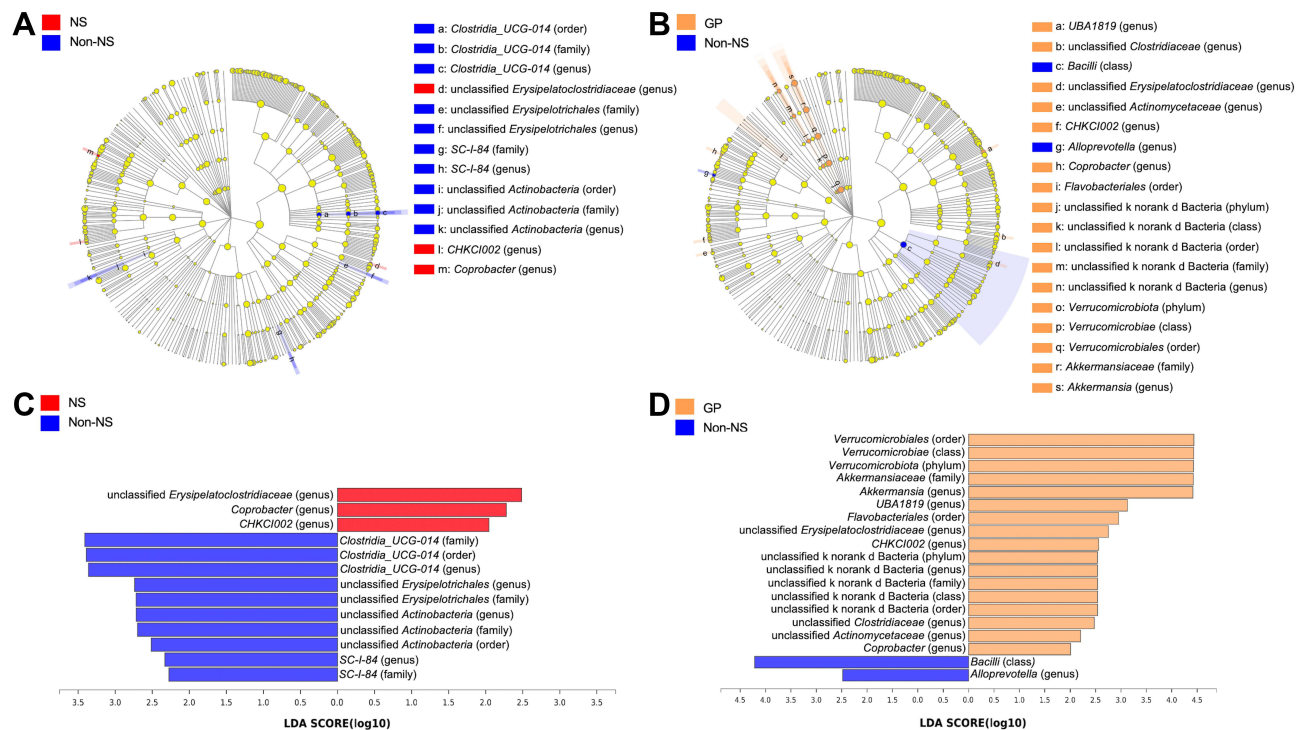 A
NS
Non-NS
a: Clostridia_UCG-014 (order)
b: Clostridia_UCG-014 (family)
c: Clostridia_UCG-014 (genus)
d: unclassified Erysipelatoclostridiaceae (genus)
e: unclassified Erysipelotrichales (family)
f: unclassified Erysipelotrichales (genus)
g: SC-I-84 (family)
h: SC-I-84 (genus)
i: unclassified Actinobacteria (order)
j: unclassified Actinobacteria (family)
k: unclassified Actinobacteria (genus)
l: CHKCI002 (genus)
m: Coprobacter (genus)
m
a
b
c
l
d
e
k
g
h
B
GP
Non-NS
a: UBA1819 (genus)
b: unclassified Clostridiaceae (genus)
c: Bacilli (class)
d: unclassified Erysipelatoclostridiaceae (genus)
e: unclassified Actinomycetaceae (genus)
f: CHKCI002 (genus)
g: Alloprevotella (genus)
h: Coprobacter (genus)
i: Flavobacteriales (order)
j: unclassified k norank d Bacteria (phylum)
k: unclassified k norank d Bacteria (class)
l: unclassified k norank d Bacteria (order)
m: unclassified k norank d Bacteria (family)
n: unclassified k norank d Bacteria (genus)
o: Verrucomicrobiota (phylum)
p: Verrucomicrobiae (class)
q: Verrucomicrobiales (order)
r: Akkermansiaceae (family)
s: Akkermansia (genus)
s
n
r
m
q
h
a
g
b
f
c
e
d
C
NS
Non-NS
unclassified Erysipelatoclostridiaceae (genus)
Coprobacter (genus)
CHKCI002 (genus)
Clostridia_UCG-014 (family)
Clostridia_UCG-014 (order)
Clostridia_UCG-014 (genus)
unclassified Erysipelotrichales (genus)
unclassified Erysipelotrichales (family)
unclassified Actinobacteria (genus)
unclassified Actinobacteria (family)
unclassified Actinobacteria (order)
SC-I-84 (genus)
SC-I-84 (family)
3.5 3.0 2.5 2.0 1.5 1.0 0.5 0.0 0.5 1.0 1.5 2.0 2.5 3.0 3.5
LDA SCORE(log10)
D
GP
Non-NS
Verrucomicrobiales (order)
Verrucomicrobiae (class)
Verrucomicrobiota (phylum)
Akkermansiaceae (family)
Akkermansia (genus)
UBA1819 (genus)
Flavobacteriales (order)
unclassified Erysipelatoclostridiaceae (genus)
CHKCI002 (genus)
unclassified k norank d Bacteria (phylum)
unclassified k norank d Bacteria (genus)
unclassified k norank d Bacteria (family)
unclassified k norank d Bacteria (class)
unclassified k norank d Bacteria (order)
unclassified Clostridiaceae (genus)
unclassified Actinomycetaceae (genus)
Coprobacter (genus)
Bacilli (class)
Alloprevotella (genus)
4.5 4.0 3.5 3.0 2.5 2.0 1.5 1.0 0.5 0.0 0.5 1.0 1.5 2.0 2.5 3.0 3.5 4.0 4.5
LDA SCORE(log10)